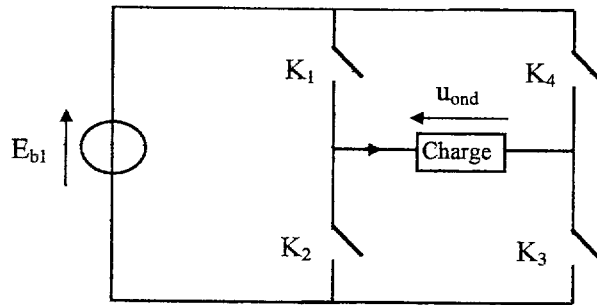 K₁
K₄
u_ond
E_b1
Charge
K₂
K₃